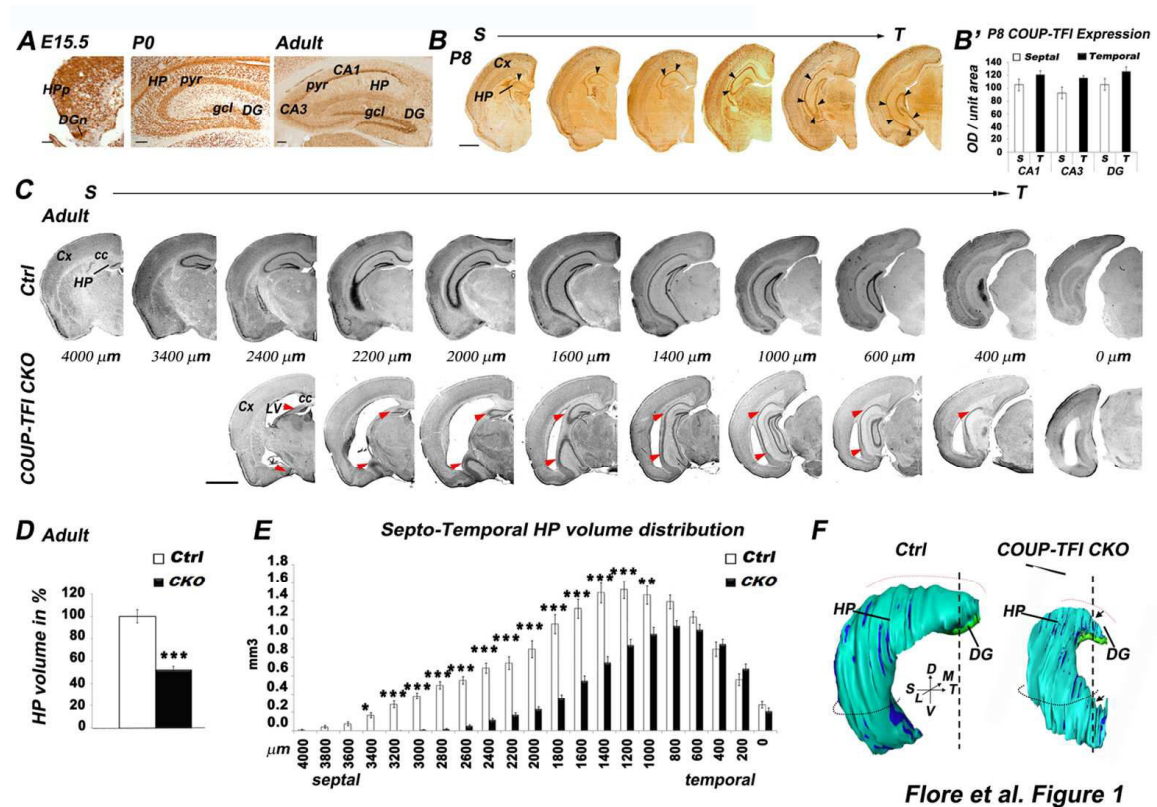 A E15.5 P0 Adult
HPp
DGn
HP pyr
gcl DG
CA1
pyr HP
CA3 gcl DG
B S T
P8 Cx
HP
B' P8 COUP-TFI Expression
Septal Temporal
OD / unit area
120
100
80
60
40
20
0
S T S T S T
CA1 CA3 DG
C S T
Adult
Ctrl
Cx cc
HP
4000 µm 3400 µm 2400 µm 2200 µm 2000 µm 1600 µm 1400 µm 1000 µm 600 µm 400 µm 0 µm
COUP-TFI CKO
Cx LV cc
D Adult
Ctrl
CKO
HP volume in %
120
100
80
60
40
20
0
***
E Septo-Temporal HP volume distribution
Ctrl
CKO
mm3
1.8
1.6
1.4
1.2
1.0
0.8
0.6
0.4
0.2
0.0
* *** *** *** *** *** *** *** *** *** *** *** **
µm 4000 3800 3600 3400 3200 3000 2800 2600 2400 2200 2000 1800 1600 1400 1200 1000 800 600 400 200 0
septal temporal
F Ctrl COUP-TFI CKO
HP
DG
D
M
S T
L
V
HP
DG
Flore et al. Figure 1